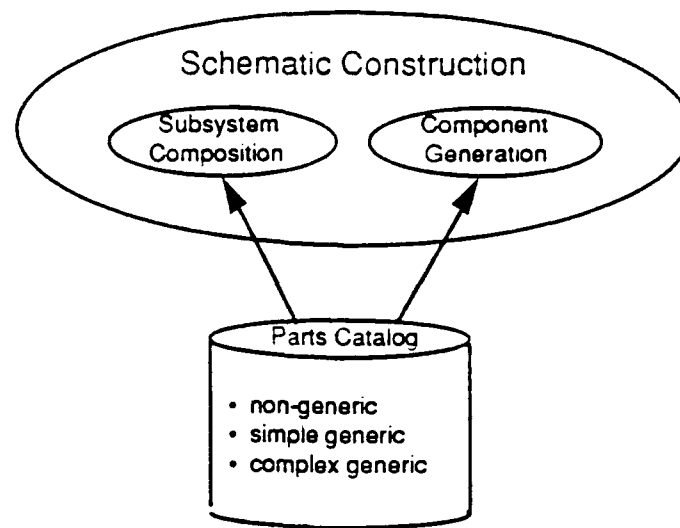 Schematic Construction
Subsystem
Composition
Component
Generation
Parts Catalog
• non-generic
• simple generic
• complex generic